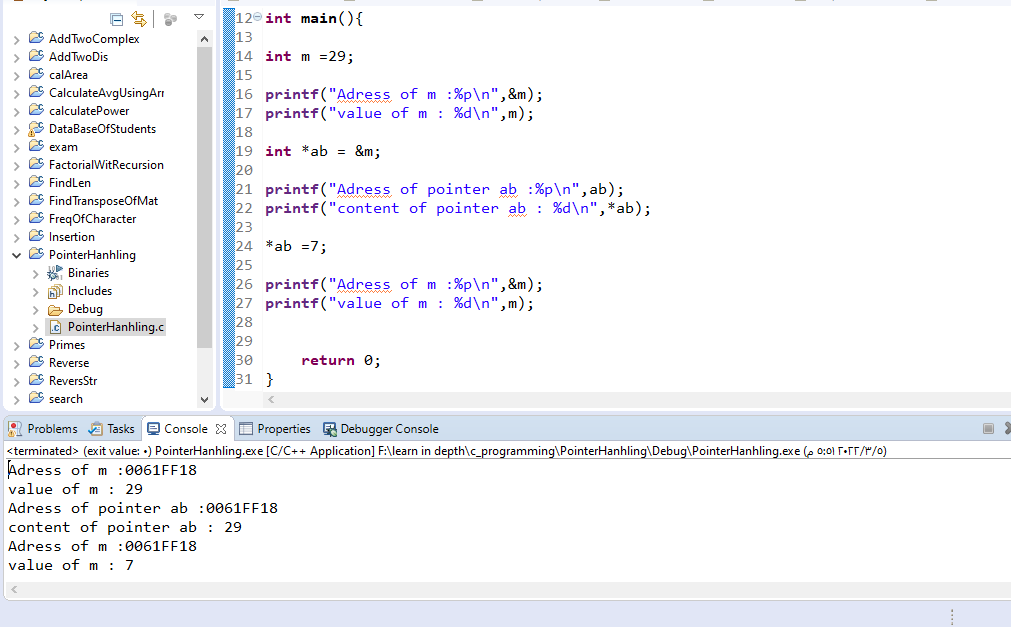 AddTwoComplex
AddTwoDis
calArea
CalculateAvgUsingArr
calculatePower
DataBaseOfStudents
exam
FactorialWitRecursion
FindLen
FindTransposeOfMat
FreqOfCharacter
Insertion
PointerHanhling
Binaries
Includes
Debug
PointerHanhling.c
Primes
Reverse
ReversStr
search
12 int main(){
13
14 int m =29;
15
16 printf("Adress of m :%p\n",&m);
17 printf("value of m : %d\n",m);
18
19 int *ab = &m;
20
21 printf("Adress of pointer ab :%p\n",ab);
22 printf("content of pointer ab : %d\n",*ab);
23
24 *ab =7;
25
26 printf("Adress of m :%p\n",&m);
27 printf("value of m : %d\n",m);
28
29
30     return 0;
31 }
Problems Tasks Console Properties Debugger Console
<terminated> (exit value: ٠) PointerHanhling.exe [C/C++ Application] F:\learn in depth\c_programming\PointerHanhling\Debug\PointerHanhling.exe (٢٠٢٢/٣/٥ ٥:٥١ م)
Adress of m :0061FF18
value of m : 29
Adress of pointer ab :0061FF18
content of pointer ab : 29
Adress of m :0061FF18
value of m : 7